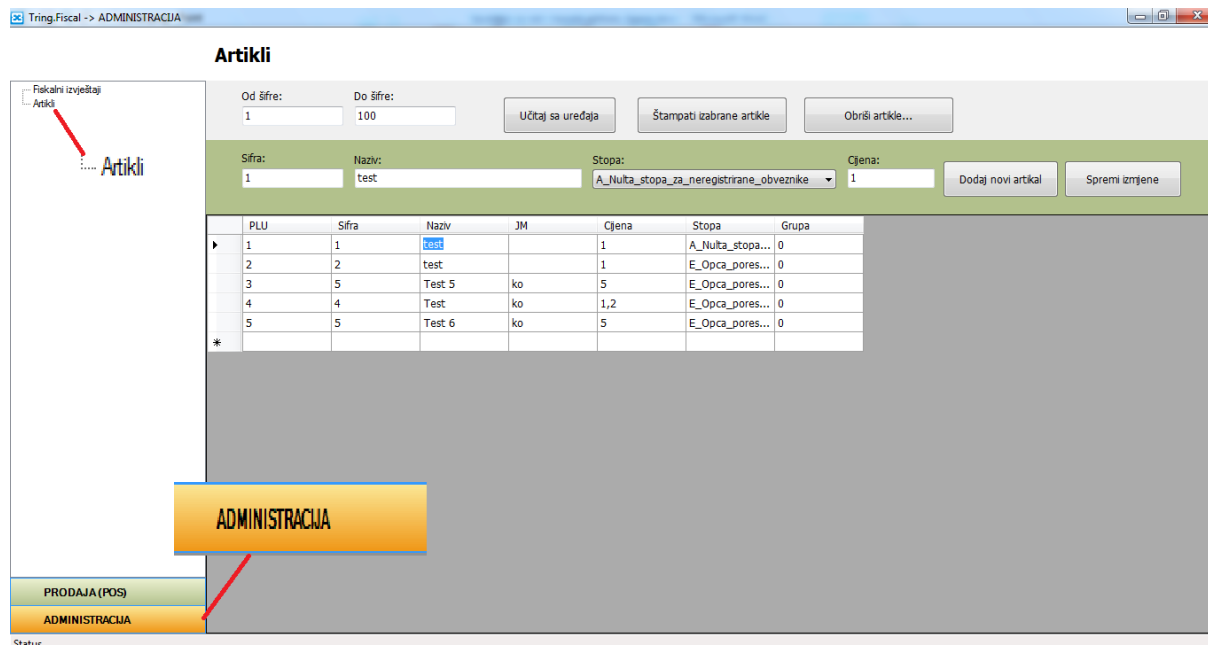 Tring.Fiscal -> ADMINISTRACIJA
Artikli
Fiskalni izvještaji
Artikli
Artikli
Od šifre: Do šifre:
1 100 Učitaj sa uređaja Štampati izabrane artikle Obriši artikle...
Sifra: Naziv: Stopa: Cijena:
1 test A_Nulta_stopa_za_neregistrirane_obveznike 1 Dodaj novi artikal Spremi izmjene
PLU Sifra Naziv JM Cijena Stopa Grupa
1 1 test 1 A_Nulta_stopa... 0
2 2 test 1 E_Opca_pores... 0
3 5 Test 5 ko 5 E_Opca_pores... 0
4 4 Test ko 1,2 E_Opca_pores... 0
5 5 Test 6 ko 5 E_Opca_pores... 0
ADMINISTRACIJA
PRODAJA (POS)
ADMINISTRACIJA
Status